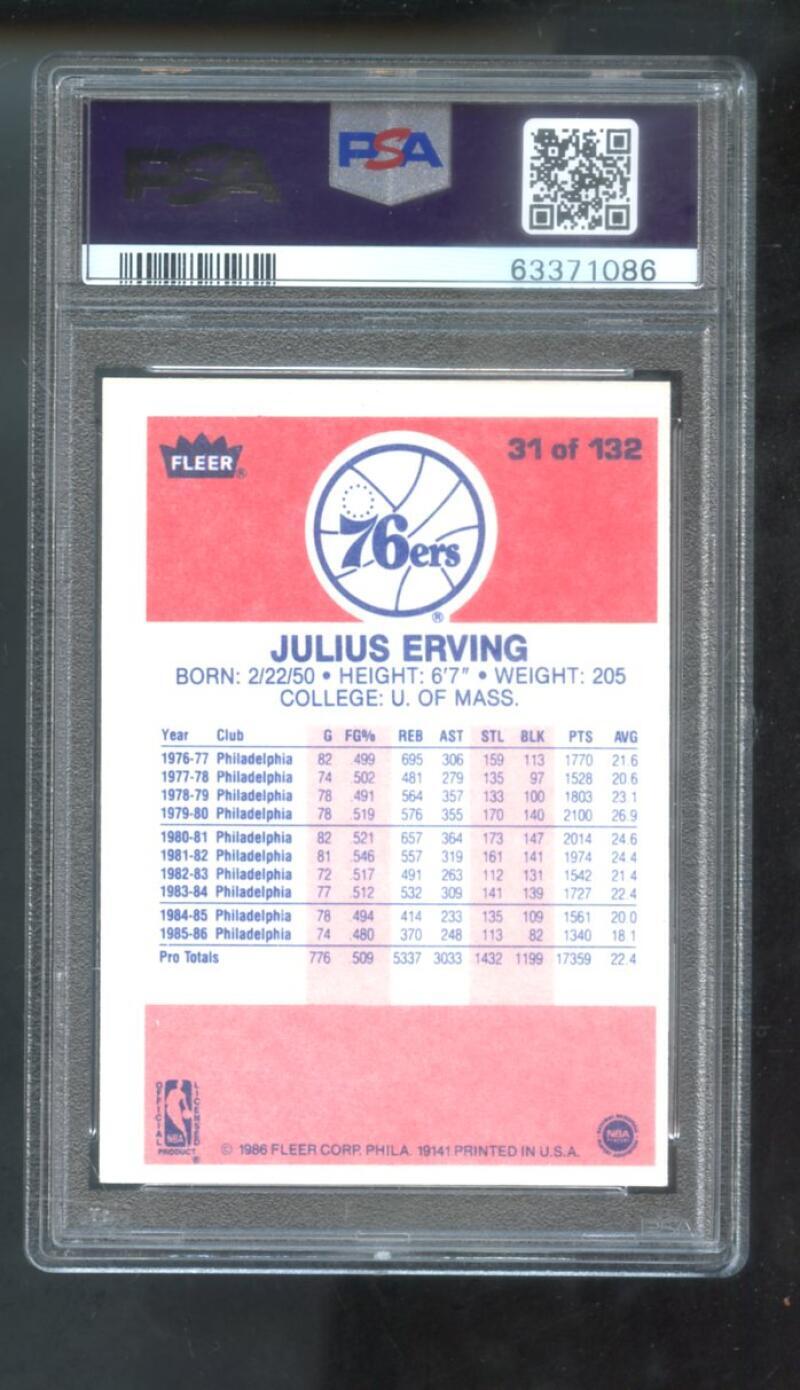 PSA
PSA
63371086
FLEER®
31 of 132
76ers
®
JULIUS ERVING
BORN: 2/22/50 • HEIGHT: 6'7" • WEIGHT: 205
COLLEGE: U. OF MASS.
Year Club G FG% REB AST STL BLK PTS AVG
1976-77 Philadelphia 82 .499 695 306 159 113 1770 21.6
1977-78 Philadelphia 74 .502 481 279 135 97 1528 20.6
1978-79 Philadelphia 78 .491 564 357 133 100 1803 23.1
1979-80 Philadelphia 78 .519 576 355 170 140 2100 26.9
1980-81 Philadelphia 82 .521 657 364 173 147 2014 24.6
1981-82 Philadelphia 81 .546 557 319 161 141 1974 24.4
1982-83 Philadelphia 72 .517 491 263 112 131 1542 21.4
1983-84 Philadelphia 77 .512 532 309 141 139 1727 22.4
1984-85 Philadelphia 78 .494 414 233 135 109 1561 20.0
1985-86 Philadelphia 74 .480 370 248 113 82 1340 18.1
Pro Totals 776 .509 5337 3033 1432 1199 17359 22.4
OFFICIAL LICENSED
NBA
PRODUCT ®
© 1986 FLEER CORP. PHILA. 19141 PRINTED IN U.S.A.
NBA
PLAYERS
PSA